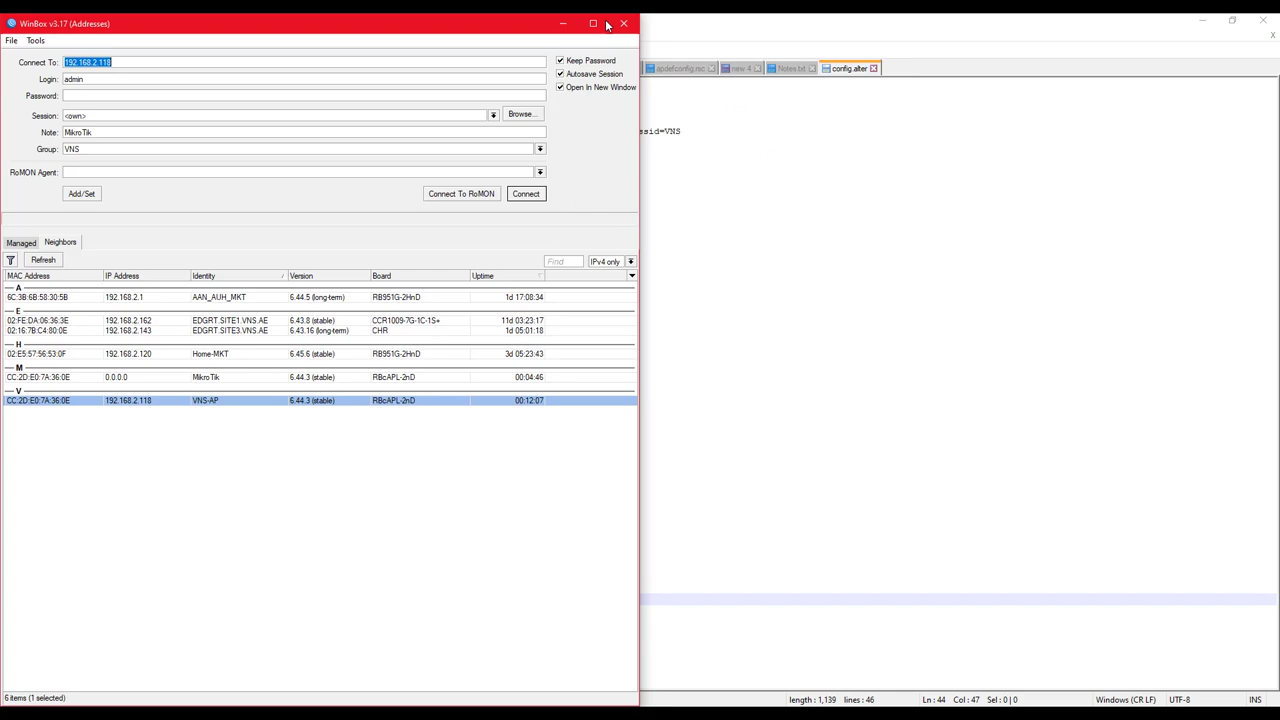 WinBox v3.17 (Addresses)
File Tools
Connect To: 192.168.2.118
Keep Password
Login: admin
Autosave Session
Password:
Open In New Window
Session: <own> Browse...
Note: MikroTik
Group: VNS
RoMON Agent:
Add/Set Connect To RoMON Connect
Managed Neighbors
Refresh Find IPv4 only
MAC Address IP Address Identity / Version Board Uptime
A
6C:3B:6B:58:30:5B 192.168.2.1 AAN_AUH_MKT 6.44.5 (long-term) RB951G-2HnD 1d 17:08:34
E
02:FE:DA:06:36:3E 192.168.2.162 EDGRT.SITE1.VNS.AE 6.43.8 (stable) CCR1009-7G-1C-1S+ 11d 03:23:17
02:16:7B:C4:80:0E 192.168.2.143 EDGRT.SITE3.VNS.AE 6.43.16 (long-term) CHR 1d 05:01:18
H
02:E5:57:56:53:0F 192.168.2.120 Home-MKT 6.45.6 (stable) RB951G-2HnD 3d 05:23:43
M
CC:2D:E0:7A:36:0E 0.0.0.0 MikroTik 6.44.3 (stable) RBcAPL-2nD 00:04:46
V
CC:2D:E0:7A:36:0E 192.168.2.118 VNS-AP 6.44.3 (stable) RBcAPL-2nD 00:12:07
6 items (1 selected)
X
apdefconfig.rsc new 4 Notes.txt config.alter
ssid=VNS
length : 1,139 lines : 46 Ln : 44 Col : 47 Sel : 0 | 0 Windows (CR LF) UTF-8 INS